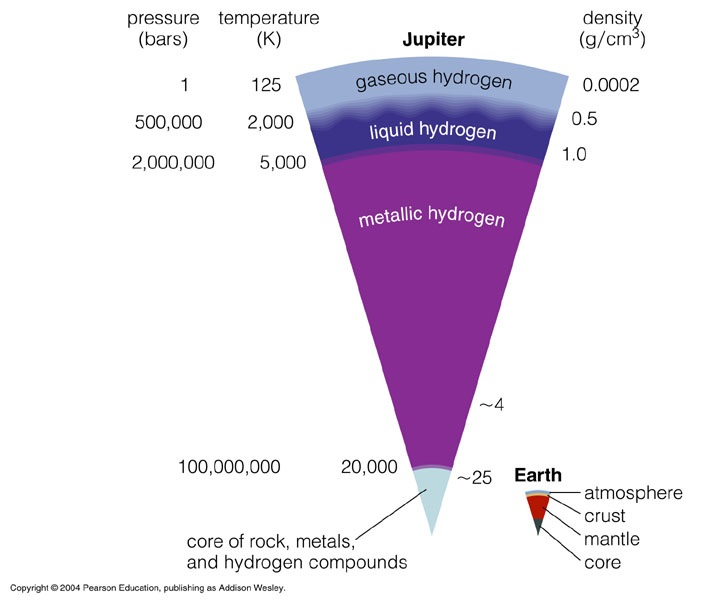 pressure
(bars)
temperature
(K)
Jupiter
density
(g/cm³)
1
125
gaseous hydrogen
0.0002
500,000
2,000
liquid hydrogen
0.5
2,000,000
5,000
1.0
metallic hydrogen
~4
100,000,000
20,000
~25
Earth
atmosphere
crust
mantle
core
core of rock, metals,
and hydrogen compounds
Copyright © 2004 Pearson Education, publishing as Addison Wesley.